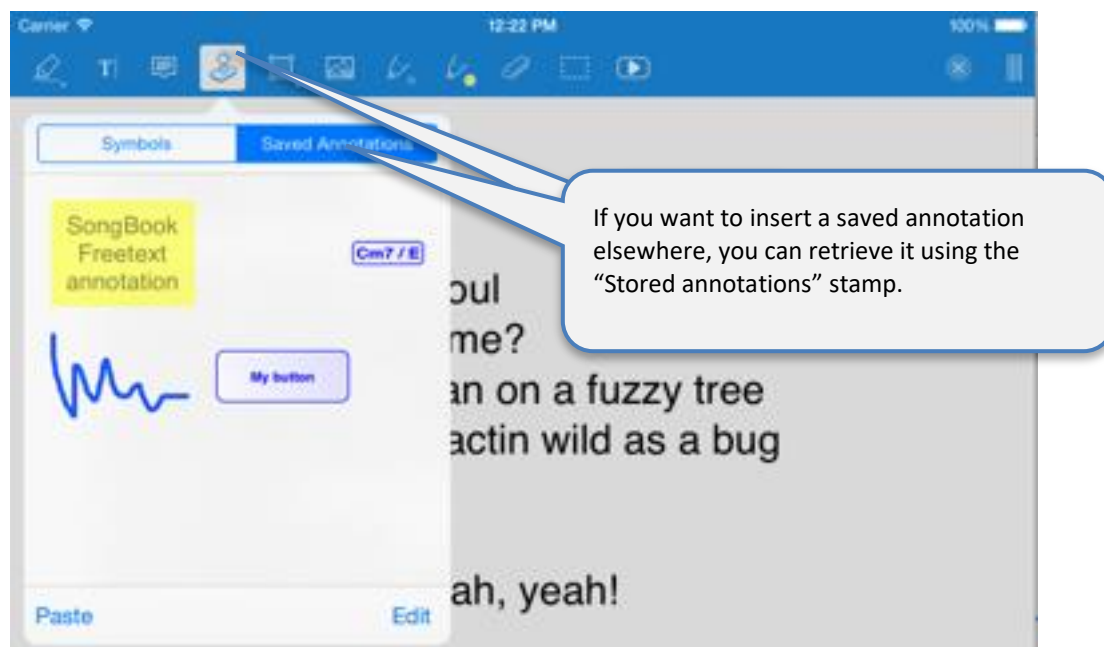 Carrier 12:22 PM 100%
T
Symbols Saved Annotations
If you want to insert a saved annotation
elsewhere, you can retrieve it using the
“Stored annotations” stamp.
SongBook
Freetext
annotation
Cm7 / E
My button
oul
me?
an on a fuzzy tree
actin wild as a bug
ah, yeah!
Paste Edit